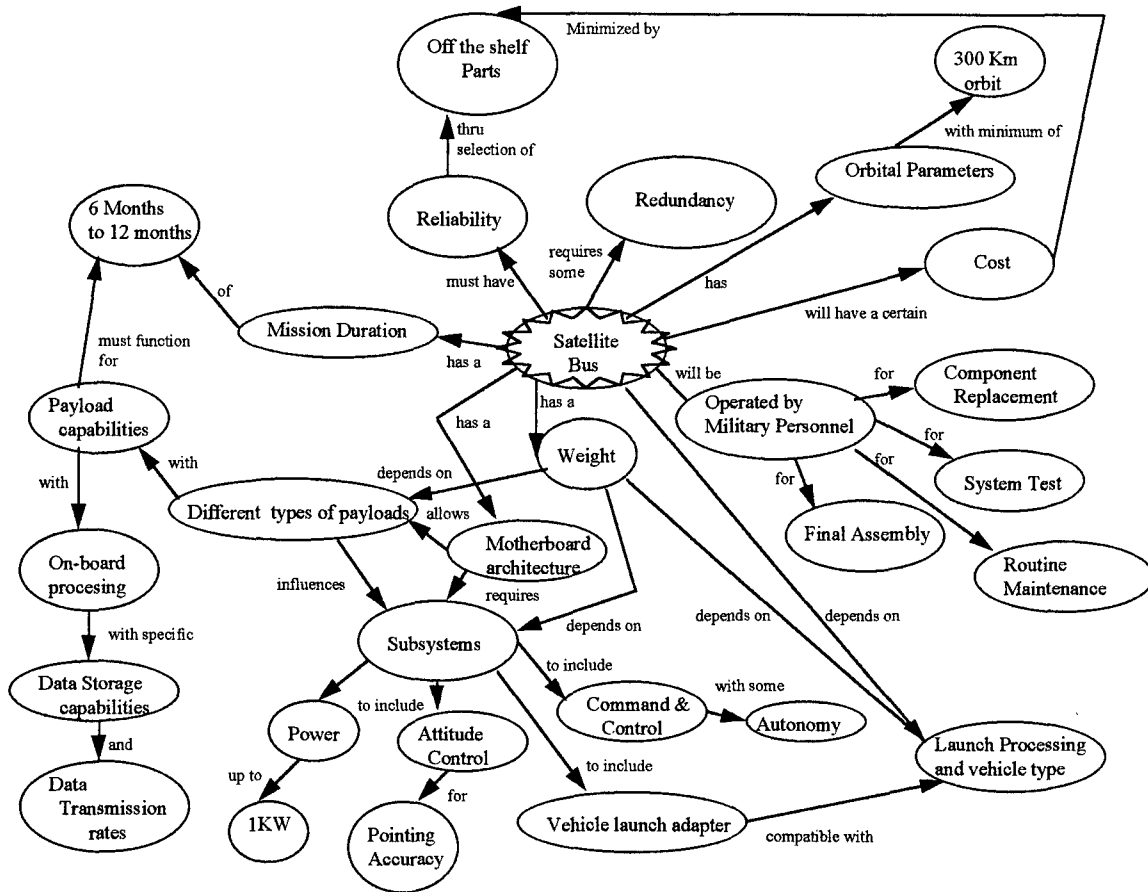 Minimized by
Off the shelf
Parts
300 Km
orbit
thru
selection of
with minimum of
Orbital Parameters
6 Months
to 12 months
Reliability
Redundancy
requires
some
must have
has
Cost
of
Mission Duration
has a
Satellite
Bus
will have a certain
must function
for
will be
for
Component
Replacement
Payload
capabilities
has a
has a
Operated by
Military Personnel
for
with
with
depends on
Weight
for
for
System Test
Different types of payloads
allows
Final Assembly
On-board
procesing
Motherboard
architecture
Routine
Maintenance
influences
requires
with specific
Subsystems
depends on
depends on
depends on
Data Storage
capabilities
to include
Command &
Control
with some
Autonomy
Power
to include
Attitude
Control
and
Launch Processing
and vehicle type
Data
Transmission
rates
up to
for
to include
1KW
Pointing
Accuracy
Vehicle launch adapter
compatible with